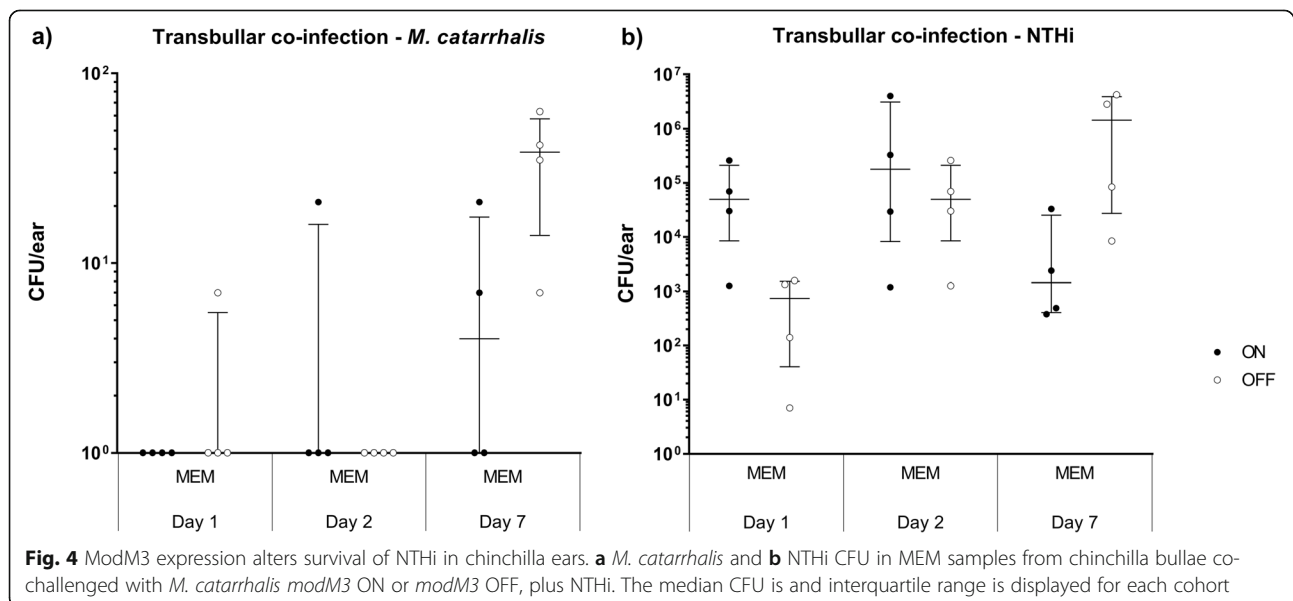 a)
Transbullar co-infection - M. catarrhalis
CFU/ear
10²
10¹
10⁰
MEM MEM MEM
Day 1 Day 2 Day 7
b)
Transbullar co-infection - NTHi
CFU/ear
10⁷
10⁶
10⁵
10⁴
10³
10²
10¹
10⁰
MEM MEM MEM
Day 1 Day 2 Day 7
ON
OFF
Fig. 4 ModM3 expression alters survival of NTHi in chinchilla ears. a M. catarrhalis and b NTHi CFU in MEM samples from chinchilla bullae co-
challenged with M. catarrhalis modM3 ON or modM3 OFF, plus NTHi. The median CFU is and interquartile range is displayed for each cohort